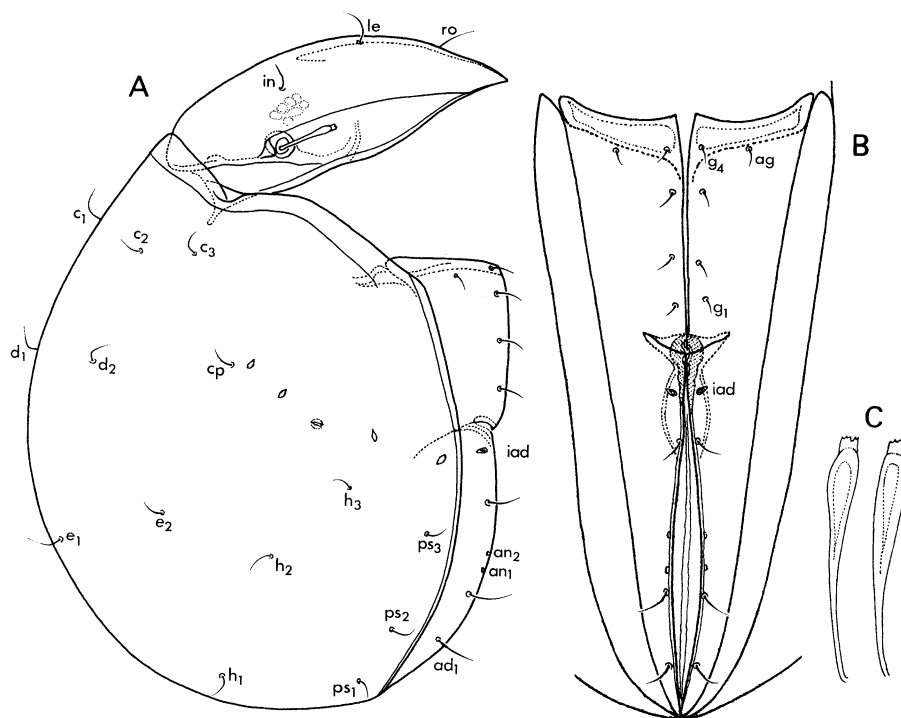 le
ro
A
in
B
g4
ag
c1
c2
c3
g1
d1
d2
cp
iad
iad
C
h3
e2
e1
ps3
an2
h2
an1
ps2
ad1
h1
ps1